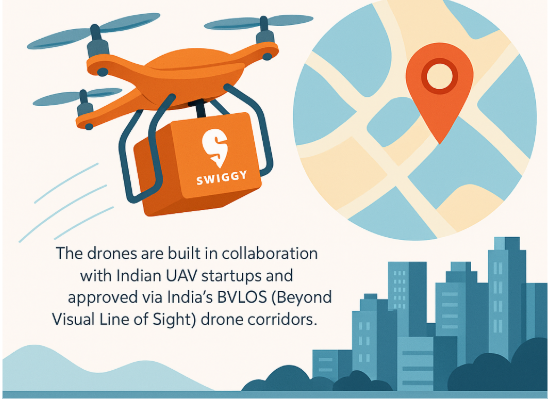 SWIGGY
The drones are built in collaboration
with Indian UAV startups and
approved via India's BVLOS (Beyond
Visual Line of Sight) drone corridors.